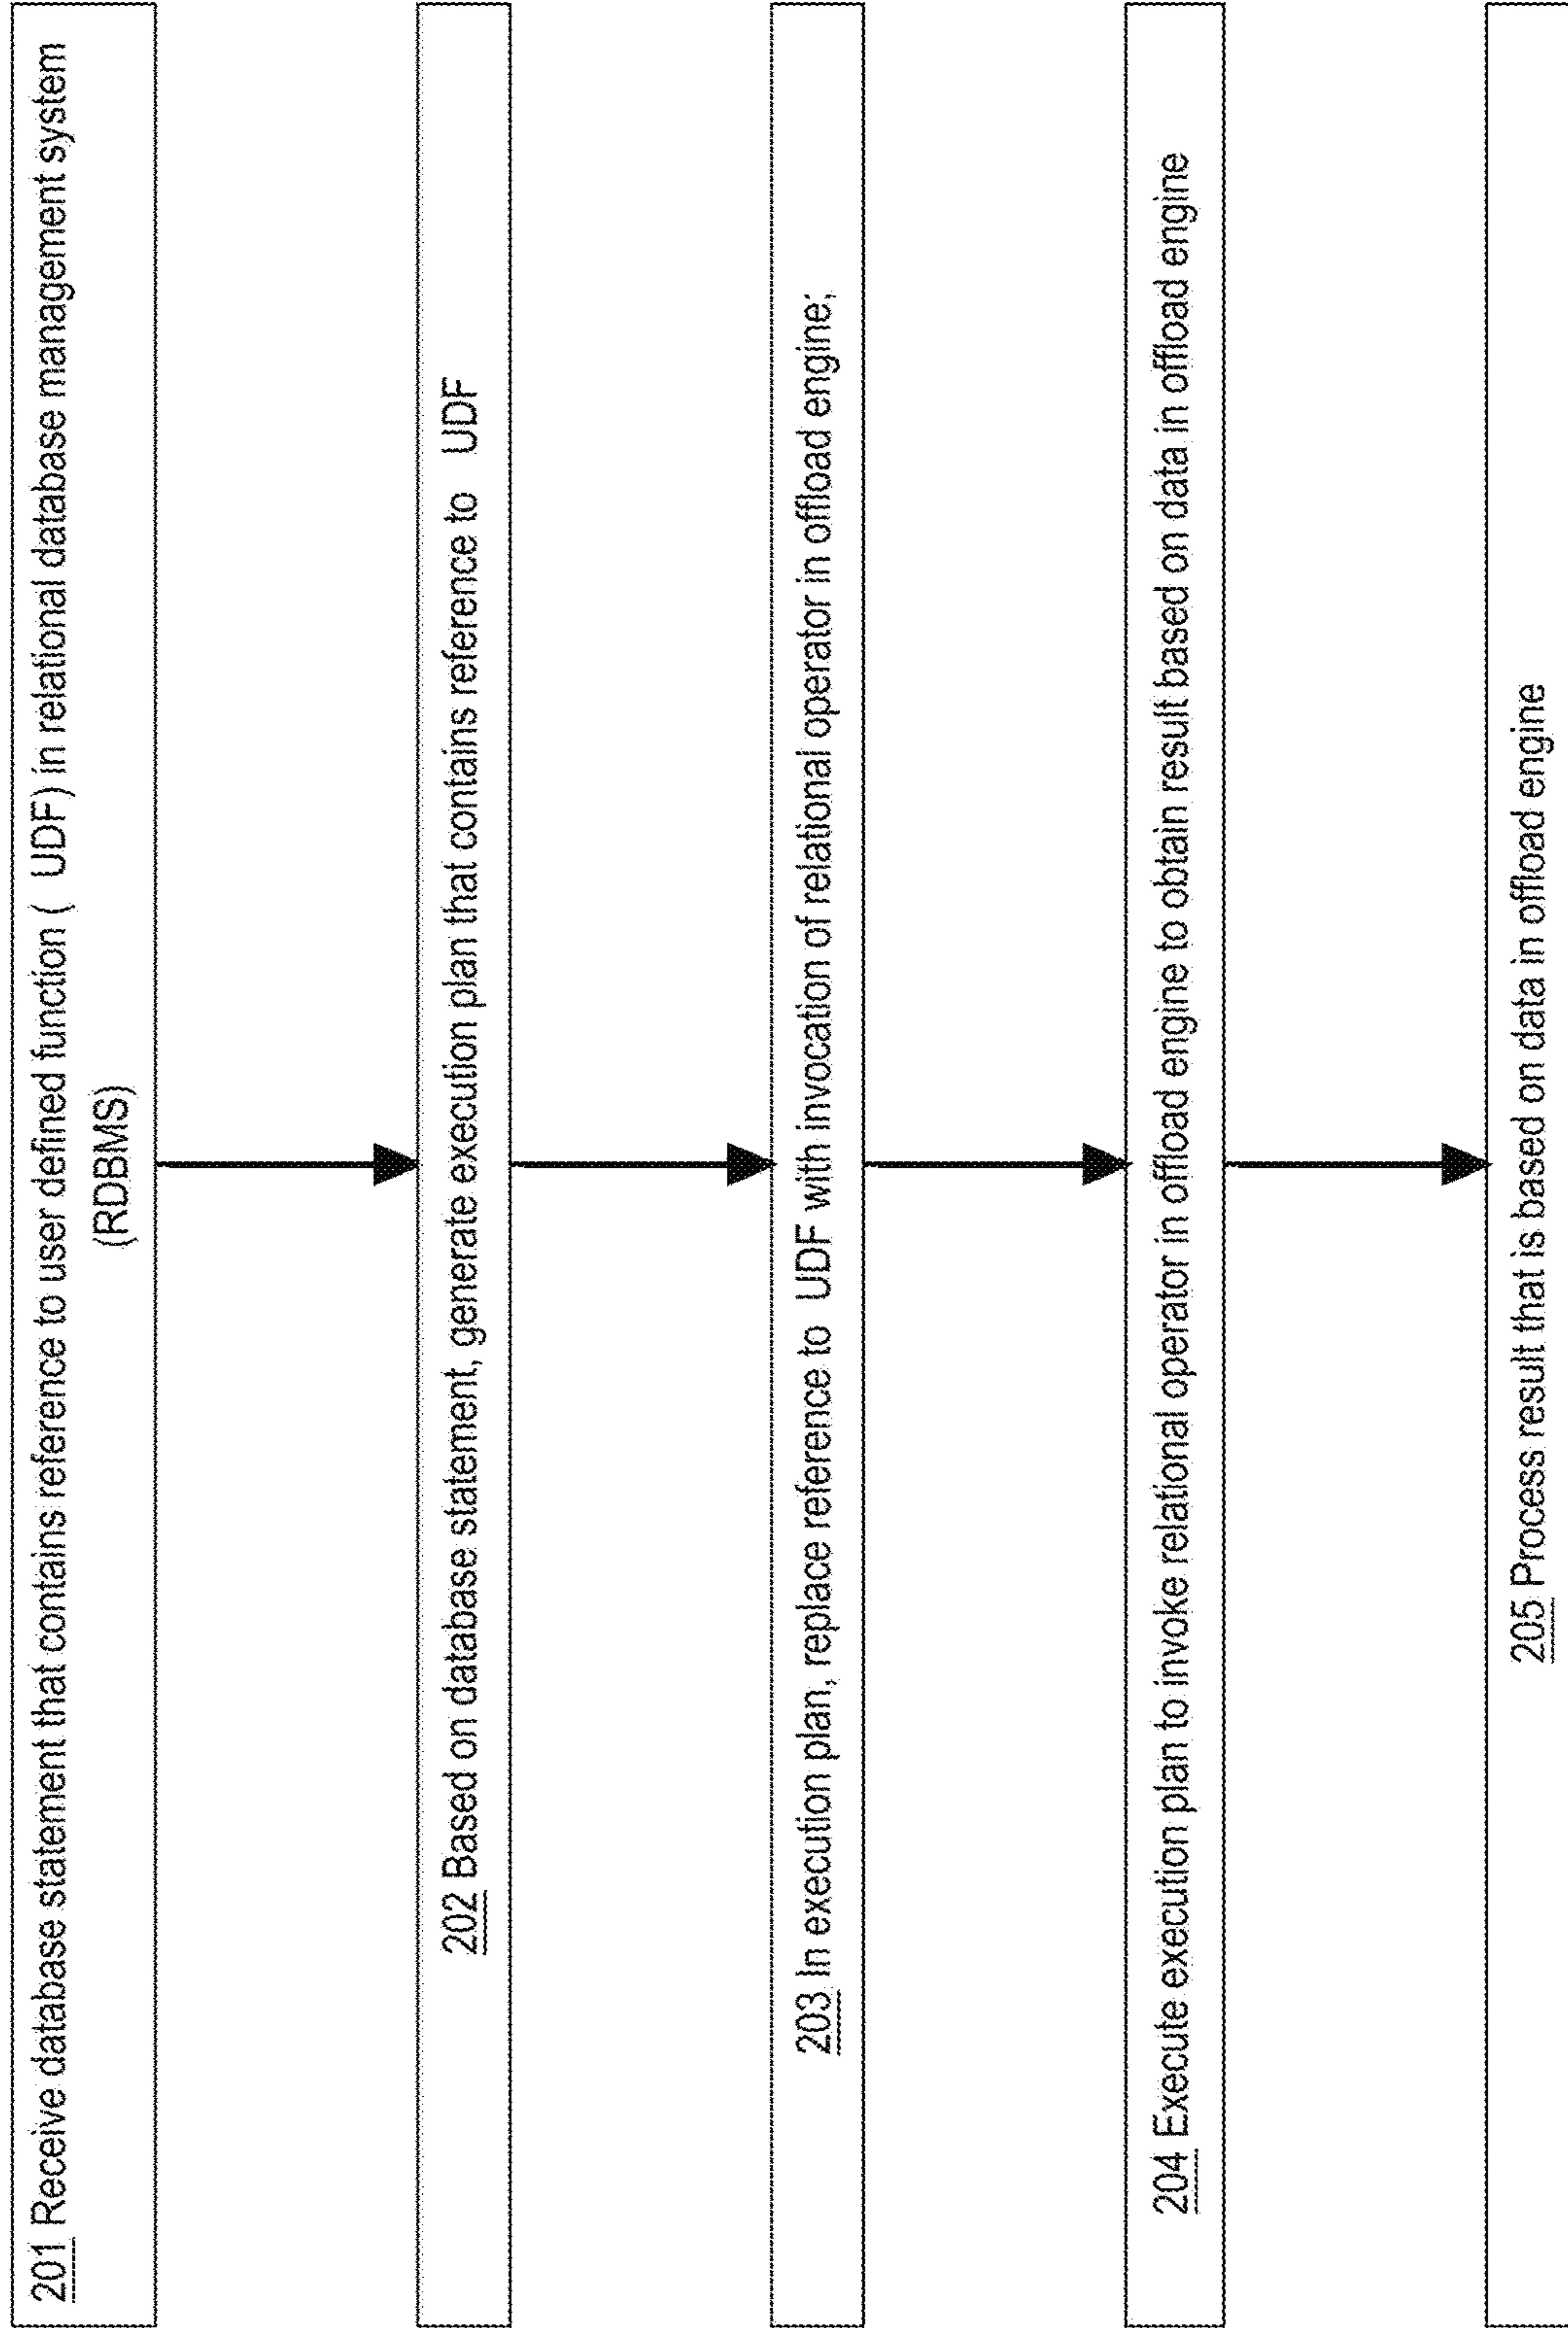 201 Receive database statement that contains reference to user defined function ( UDF) in relational database management system
(RDBMS)
202 Based on database statement, generate execution plan that contains reference to UDF
203 In execution plan, replace reference to UDF with invocation of relational operator in offload engine;
204 Execute execution plan to invoke relational operator in offload engine to obtain result based on data in offload engine
205 Process result that is based on data in offload engine